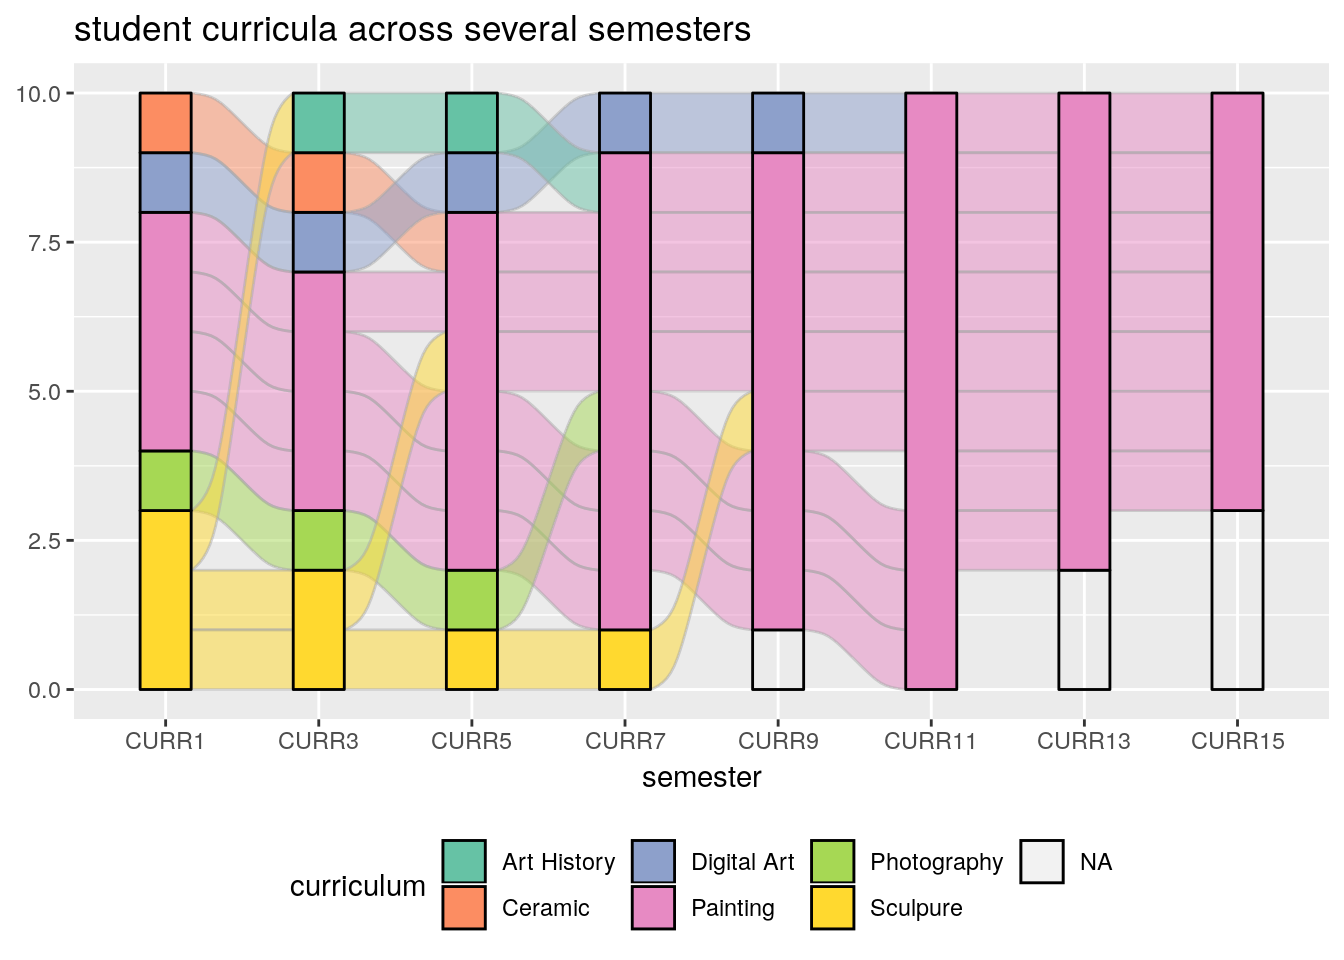 student curricula across several semesters
10.0
7.5
5.0
2.5
0.0
CURR1 CURR3 CURR5 CURR7 CURR9 CURR11 CURR13 CURR15
semester
curriculum
Art History Digital Art Photography NA
Ceramic Painting Sculpure